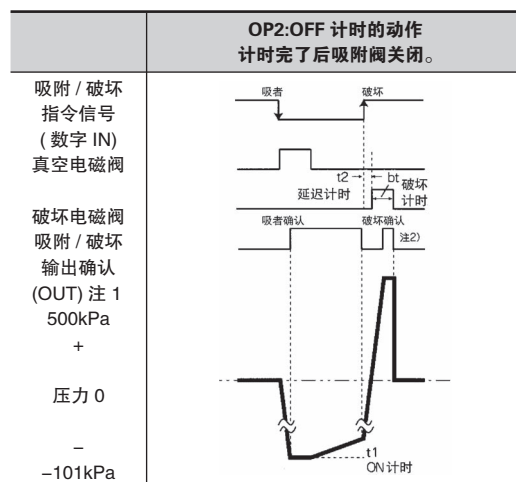 OP2:OFF 计时的动作
计时完了后吸附阀关闭。
吸附 / 破坏
指令信号
( 数字 IN)
真空电磁阀
破坏电磁阀
吸附 / 破坏
输出确认
(OUT) 注 1
500kPa
+
压力 0
–
−101kPa
吸者
破坏
t2
bt
延迟计时
破坏
计时
吸者确认
破坏确认
注2)
t1
ON计时